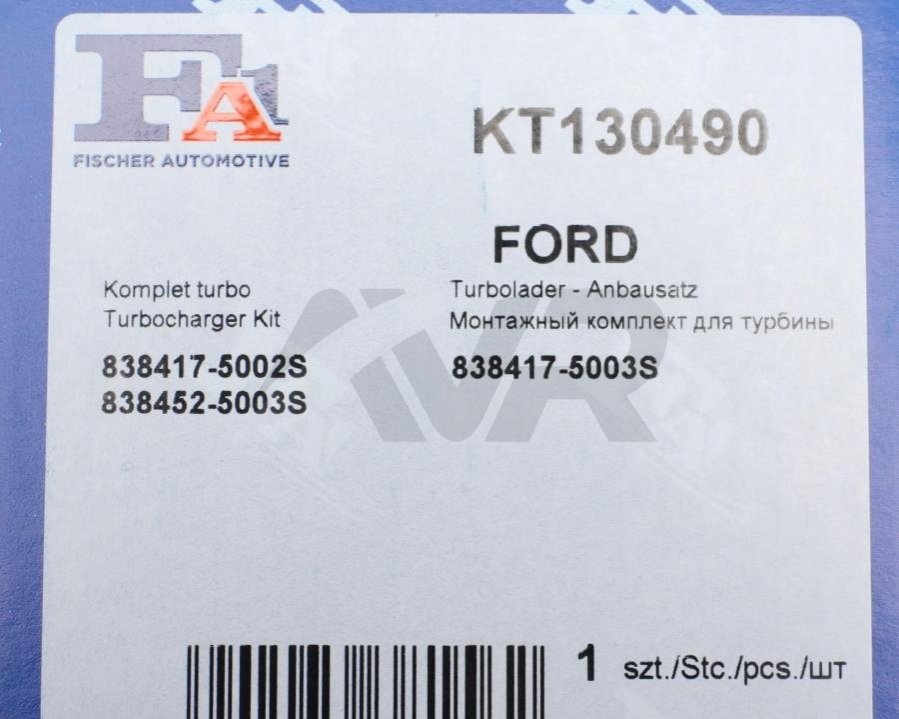 FA1
FISCHER AUTOMOTIVE
KT130490
FORD
Komplet turbo
Turbocharger Kit
Turbolader - Anbausatz
Монтажный комплект для турбины
838417-5002S
838452-5003S
838417-5003S
iVR
1 szt./Stc./pcs./шт